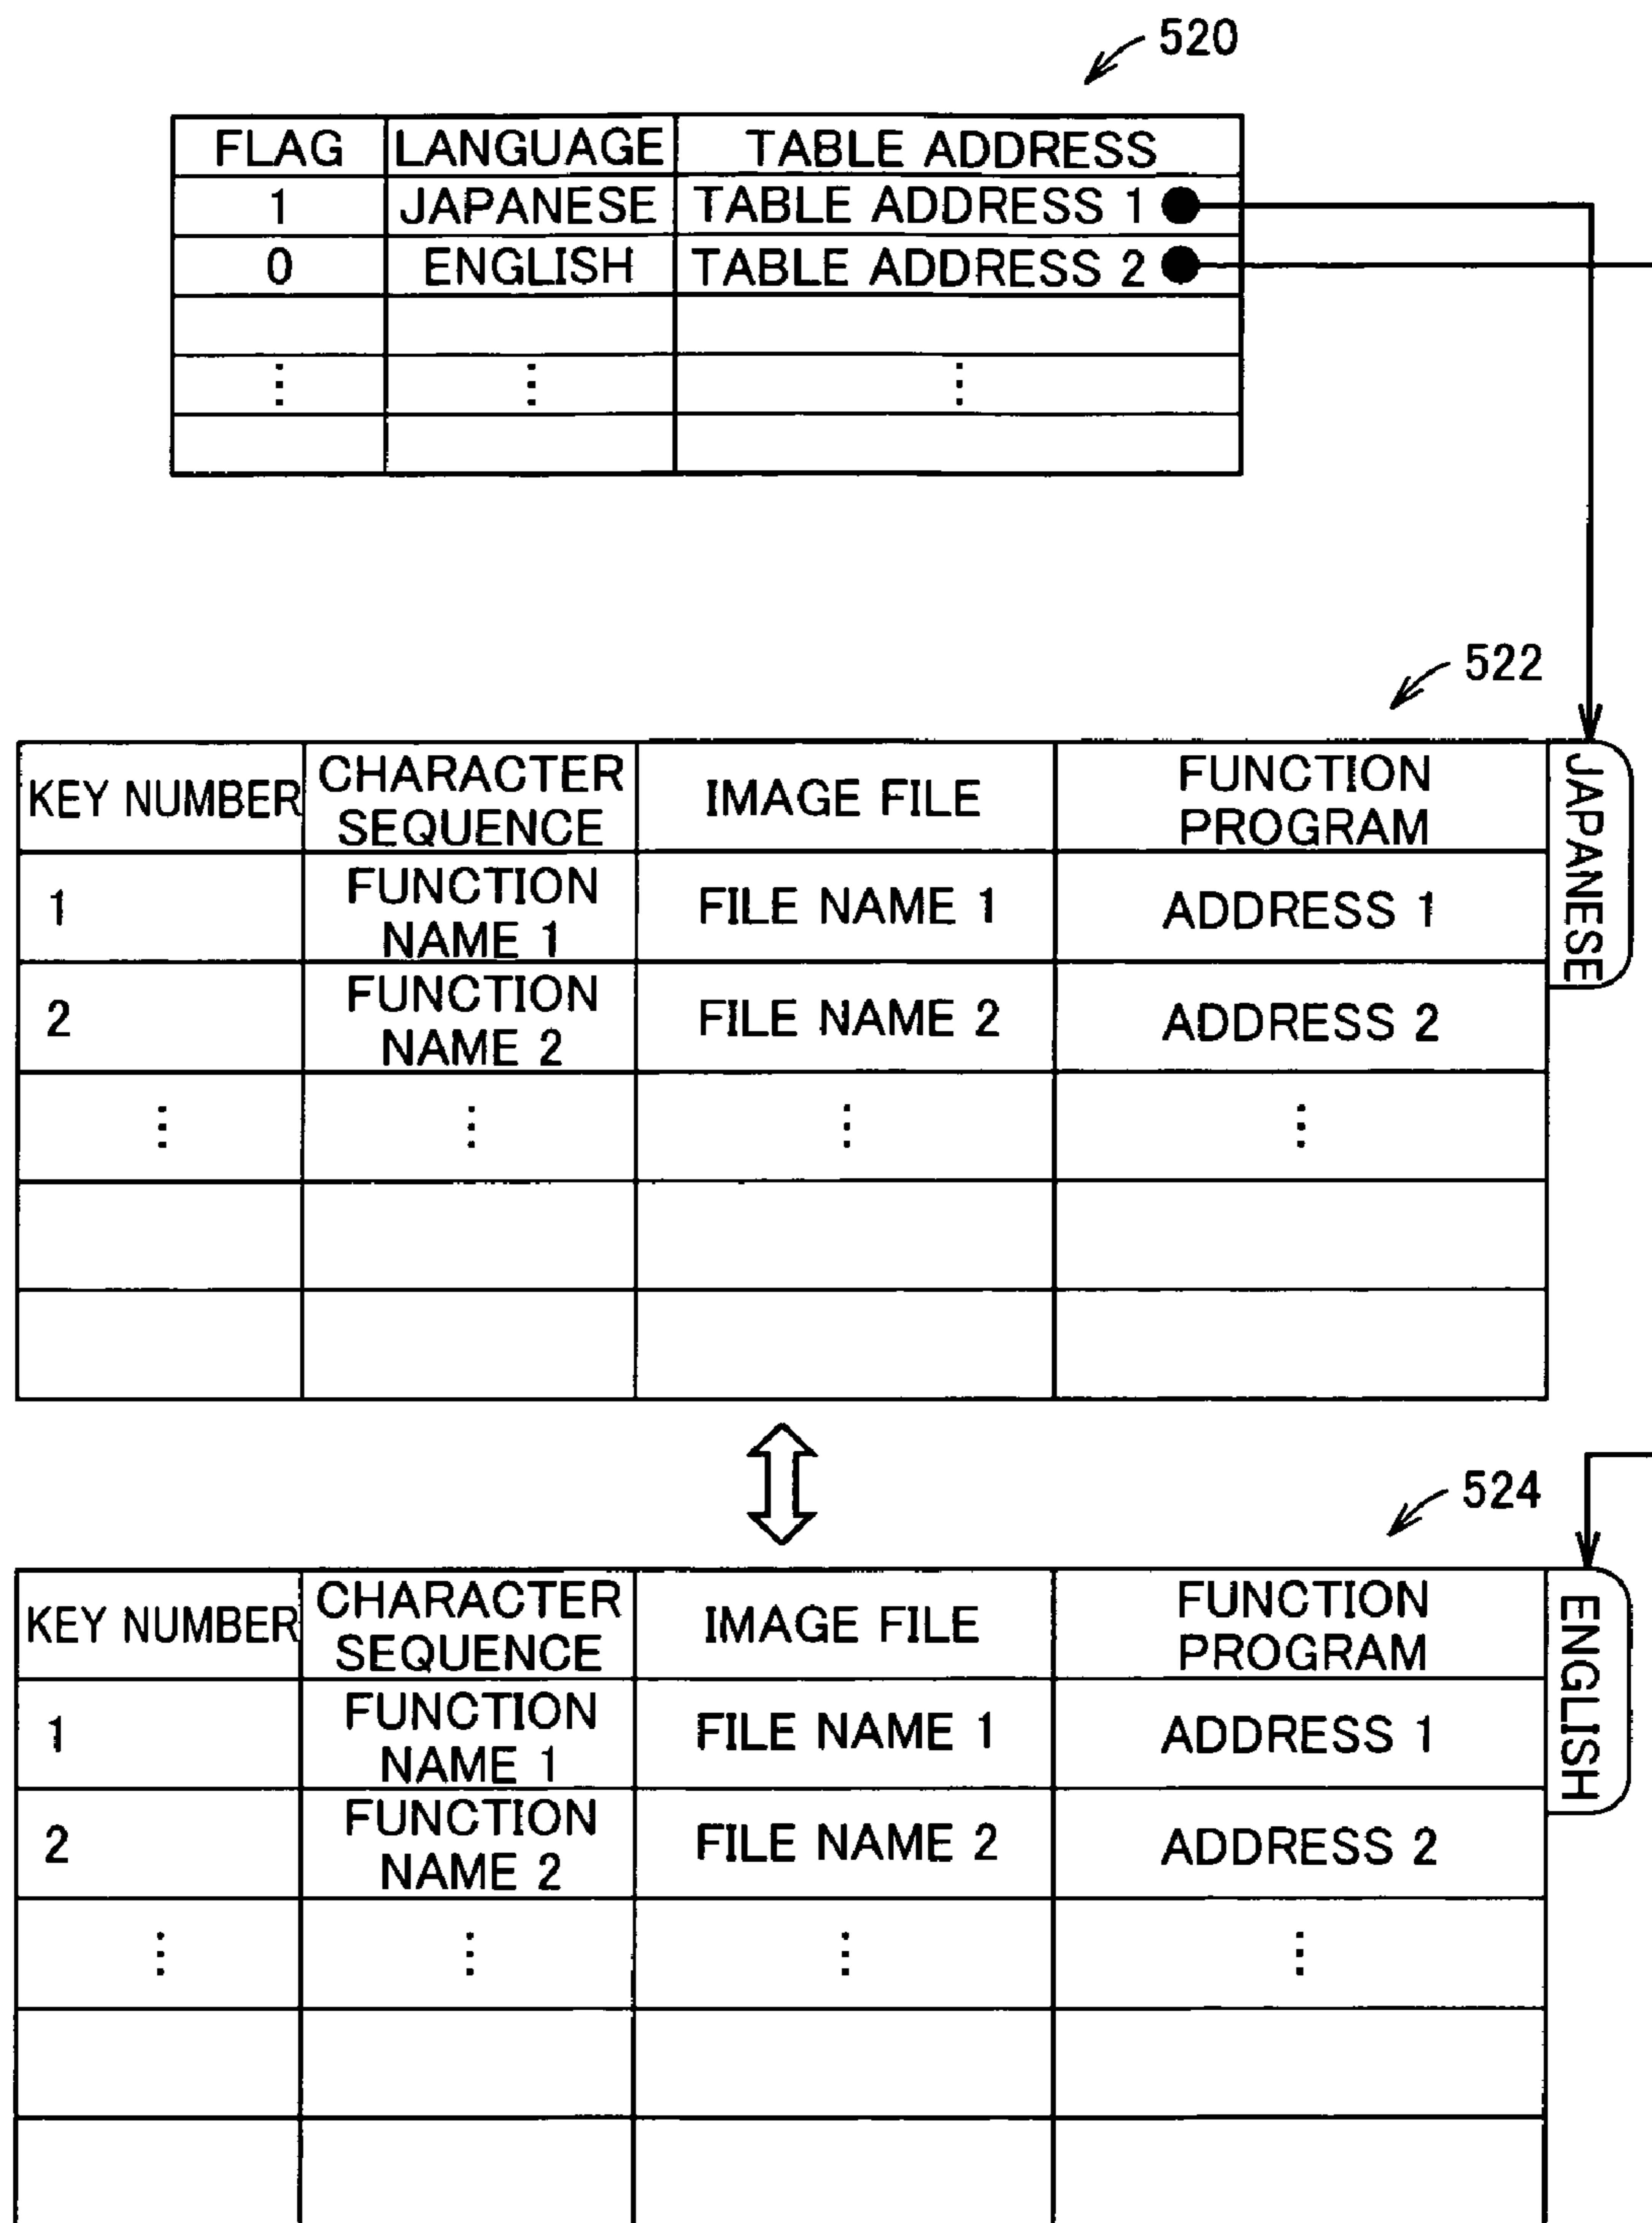 520
FLAG LANGUAGE TABLE ADDRESS
1 JAPANESE TABLE ADDRESS 1
0 ENGLISH TABLE ADDRESS 2
⋮ ⋮ ⋮
522
JAPANESE
KEY NUMBER CHARACTER SEQUENCE IMAGE FILE FUNCTION PROGRAM
1 FUNCTION NAME 1 FILE NAME 1 ADDRESS 1
2 FUNCTION NAME 2 FILE NAME 2 ADDRESS 2
⋮ ⋮ ⋮ ⋮
524
ENGLISH
KEY NUMBER CHARACTER SEQUENCE IMAGE FILE FUNCTION PROGRAM
1 FUNCTION NAME 1 FILE NAME 1 ADDRESS 1
2 FUNCTION NAME 2 FILE NAME 2 ADDRESS 2
⋮ ⋮ ⋮ ⋮